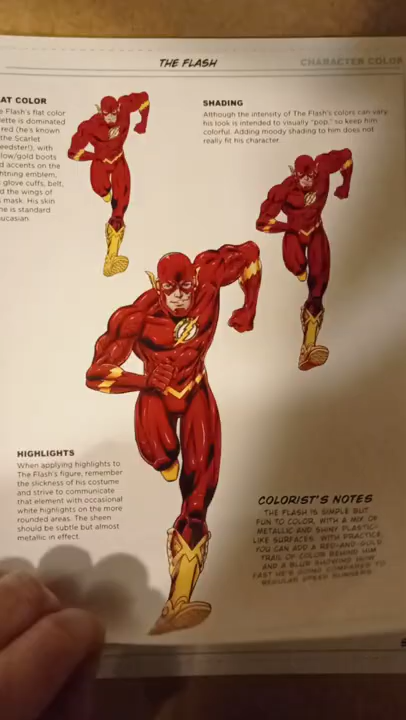 THE FLASH
CHARACTER COLOR
AT COLOR
Flash's flat color
ette is dominated
red (he's known
the Scarlet
eedster!), with
low/gold boots
d accents on the
htning emblem,
glove cuffs, belt,
d the wings of
mask. His skin
ne is standard
ucasian.
SHADING
Although the intensity of The Flash's colors can vary,
his look is intended to visually "pop," so keep him
colorful. Adding moody shading to him does not
really fit his character.
HIGHLIGHTS
When applying highlights to
The Flash's figure, remember
the slickness of his costume
and strive to communicate
that element with occasional
white highlights on the more
rounded areas. The sheen
should be subtle but almost
metallic in effect.
COLORIST'S NOTES
THE FLASH IS SIMPLE BUT
FUN TO COLOR, WITH A MIX OF
METALLIC AND SHINY PLASTIC-
LIKE SURFACES. WITH PRACTICE,
YOU CAN ADD A RED-AND-GOLD
TRAIL OF COLOR BEHIND HIM
AND A BLUR SHOWING HOW
FAST HE'S GOING COMPARED TO
REGULAR SPEED RUNNERS.